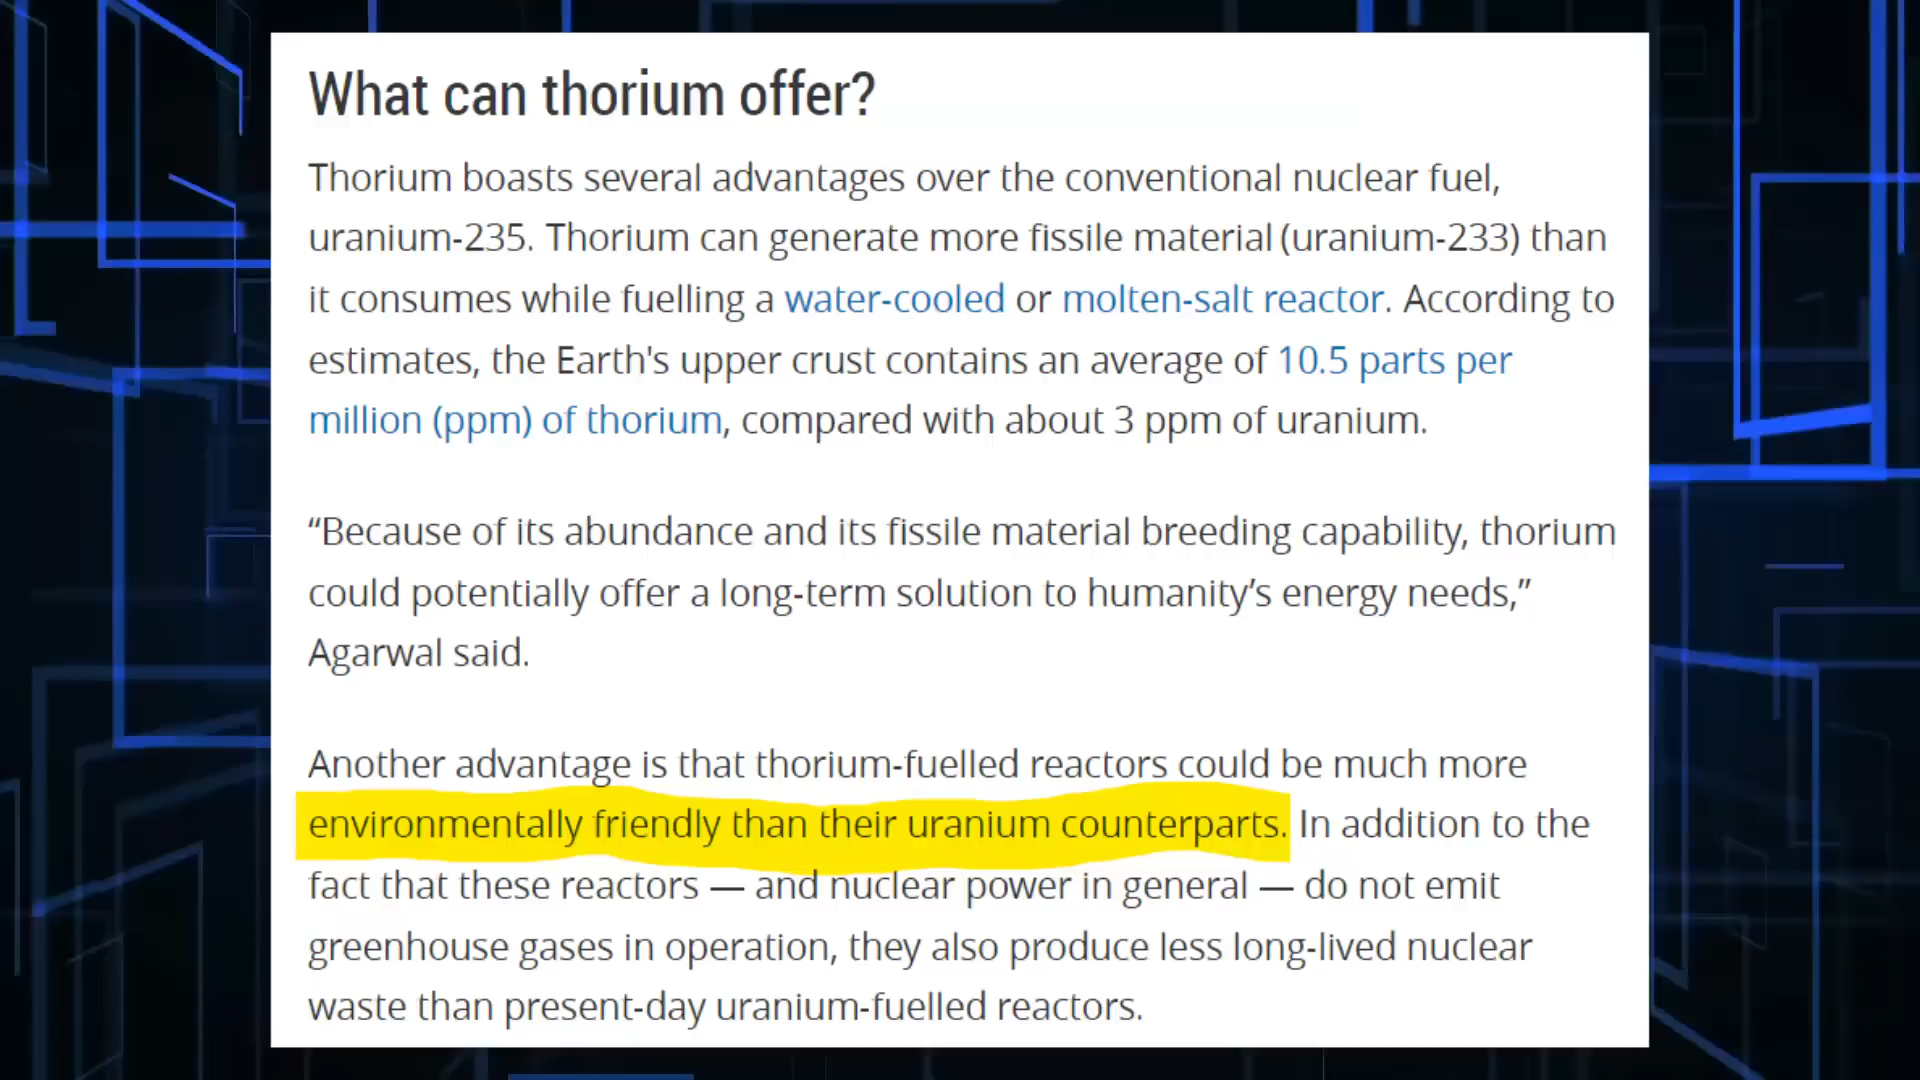 What can thorium offer?
Thorium boasts several advantages over the conventional nuclear fuel,
uranium-235. Thorium can generate more fissile material (uranium-233) than
it consumes while fuelling a water-cooled or molten-salt reactor. According to
estimates, the Earth's upper crust contains an average of 10.5 parts per
million (ppm) of thorium, compared with about 3 ppm of uranium.
“Because of its abundance and its fissile material breeding capability, thorium
could potentially offer a long-term solution to humanity’s energy needs,”
Agarwal said.
Another advantage is that thorium-fuelled reactors could be much more
environmentally friendly than their uranium counterparts. In addition to the
fact that these reactors — and nuclear power in general — do not emit
greenhouse gases in operation, they also produce less long-lived nuclear
waste than present-day uranium-fuelled reactors.